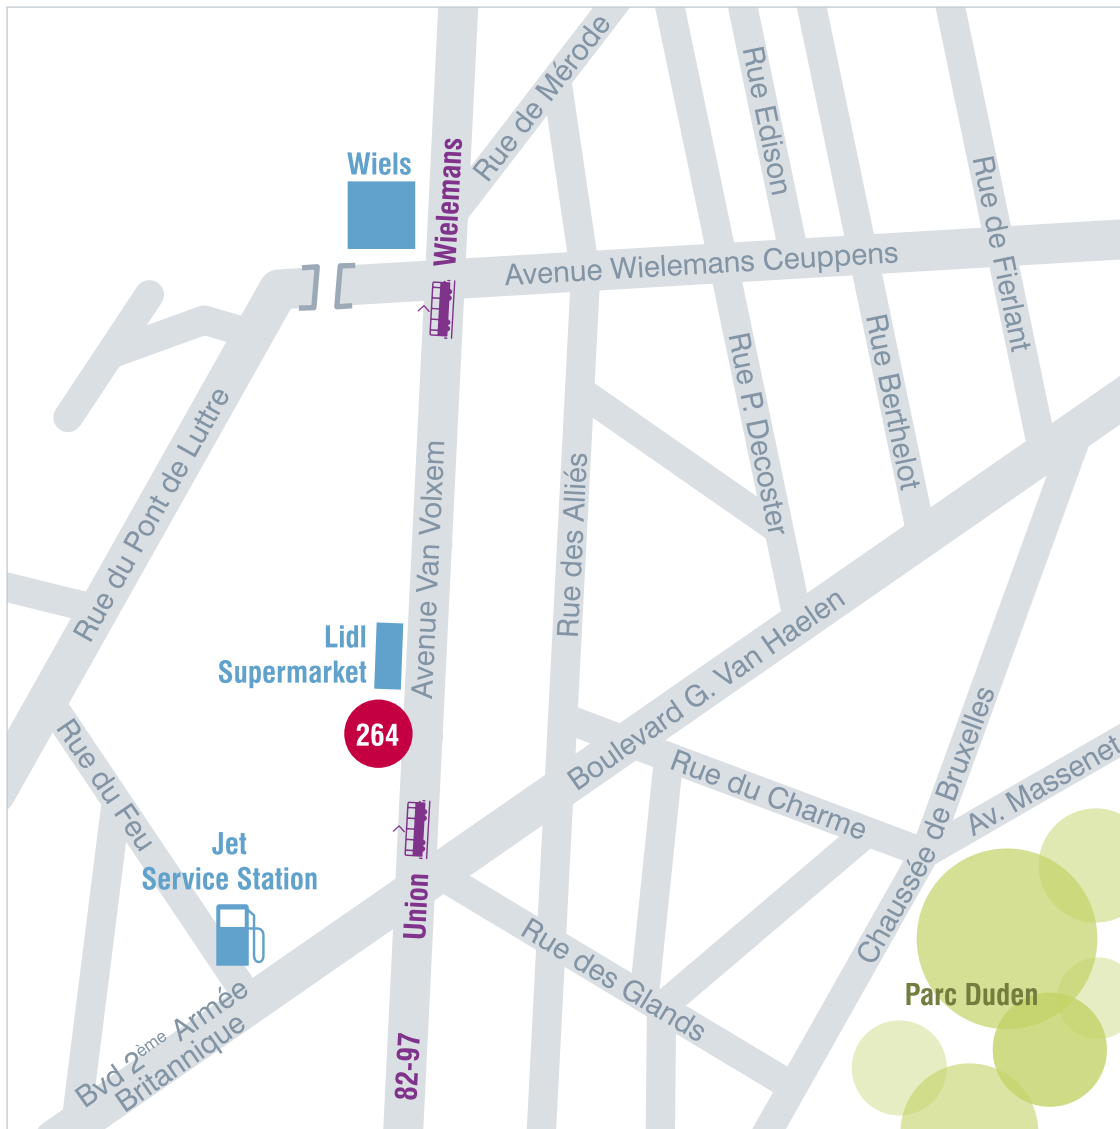 Rue de Mérode
Rue Edison
Wiels
Wielemans
Rue de Fierlant
Avenue Wielemans Ceuppens
Rue P. Decoster
Rue Berthelot
Rue du Pont de Luttre
Avenue Van Volxem
Rue des Alliés
Lidl
Supermarket
264
Boulevard G. Van Haelen
Rue du Feu
Rue du Charme
Chaussée de Bruxelles
Av. Massenet
Jet
Service Station
Union
Rue des Glands
Parc Duden
Bvd 2ème Armée
Britannique
82-97